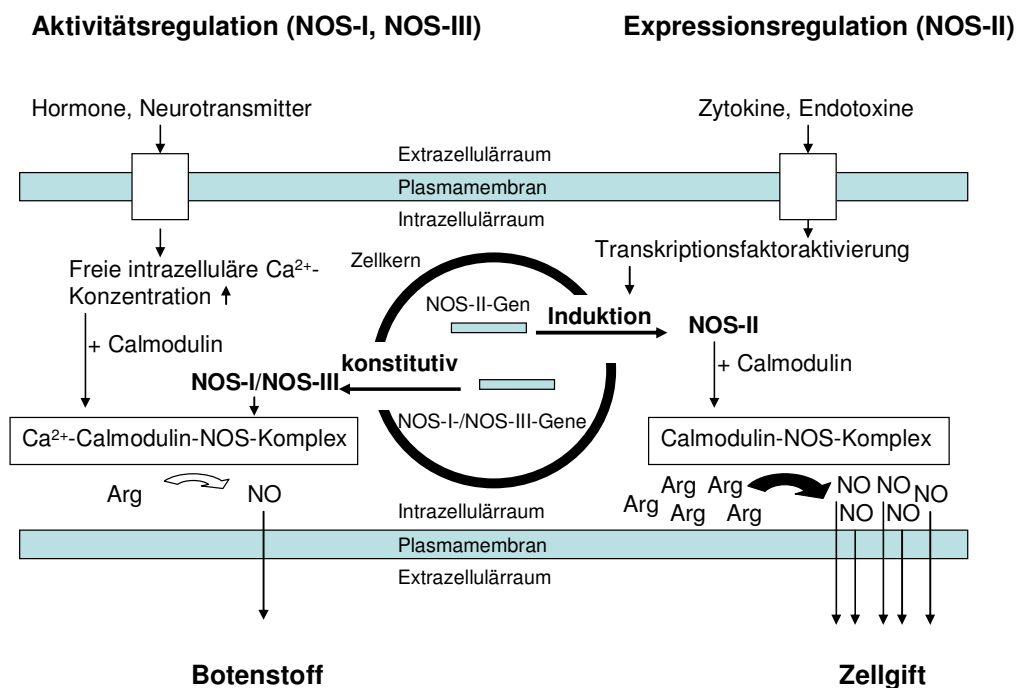 Aktivitätsregulation (NOS-I, NOS-III)
Expressionsregulation (NOS-II)
Hormone, Neurotransmitter
Zytokine, Endotoxine
Extrazellulärraum
Plasmamembran
Intrazellulärraum
Freie intrazelluläre Ca²⁺-
Konzentration
Zellkern
Transkriptionsfaktoraktivierung
NOS-II-Gen
Induktion
NOS-II
+ Calmodulin
konstitutiv
+ Calmodulin
NOS-I/NOS-III
NOS-I-/NOS-III-Gene
Ca²⁺-Calmodulin-NOS-Komplex
Calmodulin-NOS-Komplex
Arg
NO
Arg
Arg
Arg
Arg
Arg
NO
NO
NO
NO
NO
Intrazellulärraum
Plasmamembran
Extrazellulärraum
Botenstoff
Zellgift